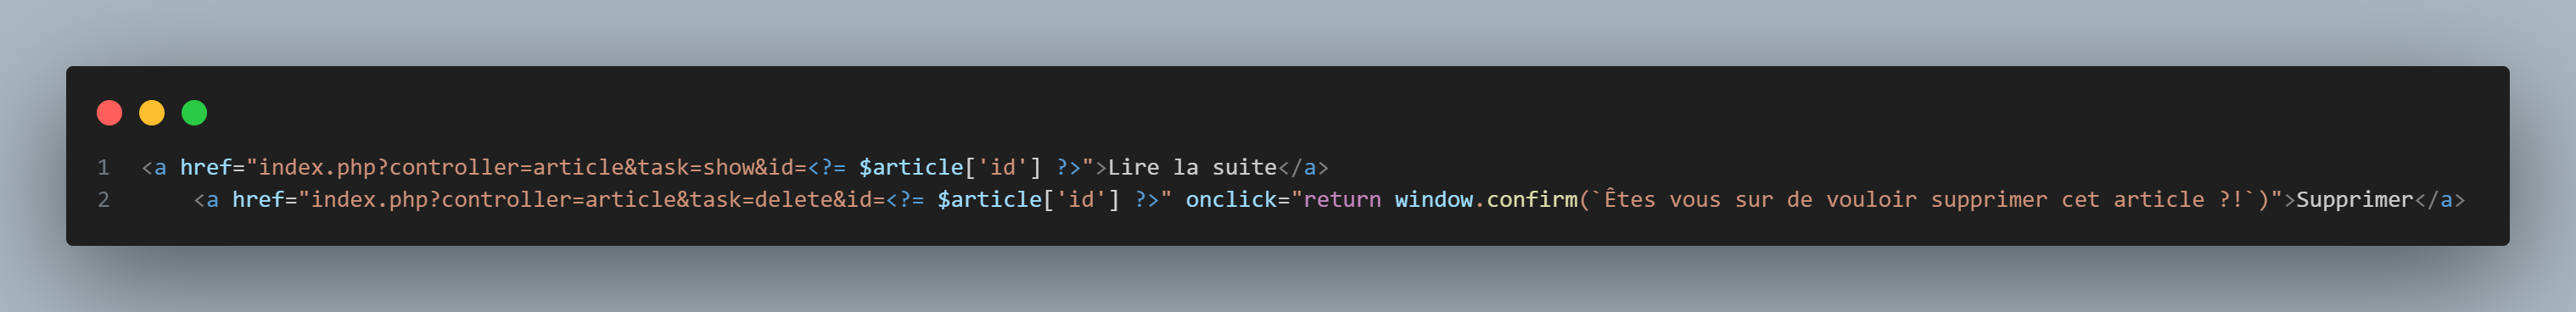 1 <a href="index.php?controller=article&task=show&id=<?= $article['id'] ?>">Lire la suite</a>
2     <a href="index.php?controller=article&task=delete&id=<?= $article['id'] ?>" onclick="return window.confirm(`Êtes vous sur de vouloir supprimer cet article ?!`)">Supprimer</a>